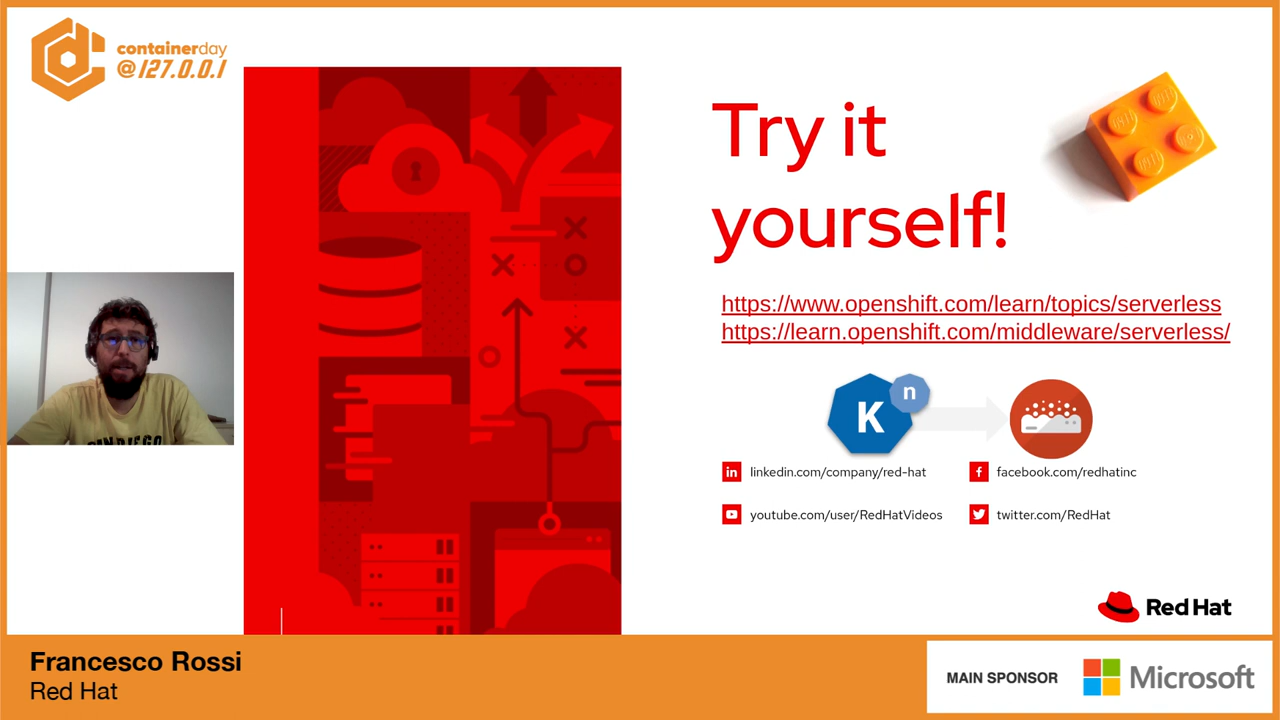 containerday
@127.0.0.1
Try it
yourself!
https://www.openshift.com/learn/topics/serverless
https://learn.openshift.com/middleware/serverless/
K
n
in
linkedin.com/company/red-hat
f
facebook.com/redhatinc
youtube.com/user/RedHatVideos
twitter.com/RedHat
Red Hat
Francesco Rossi
Red Hat
MAIN SPONSOR
Microsoft